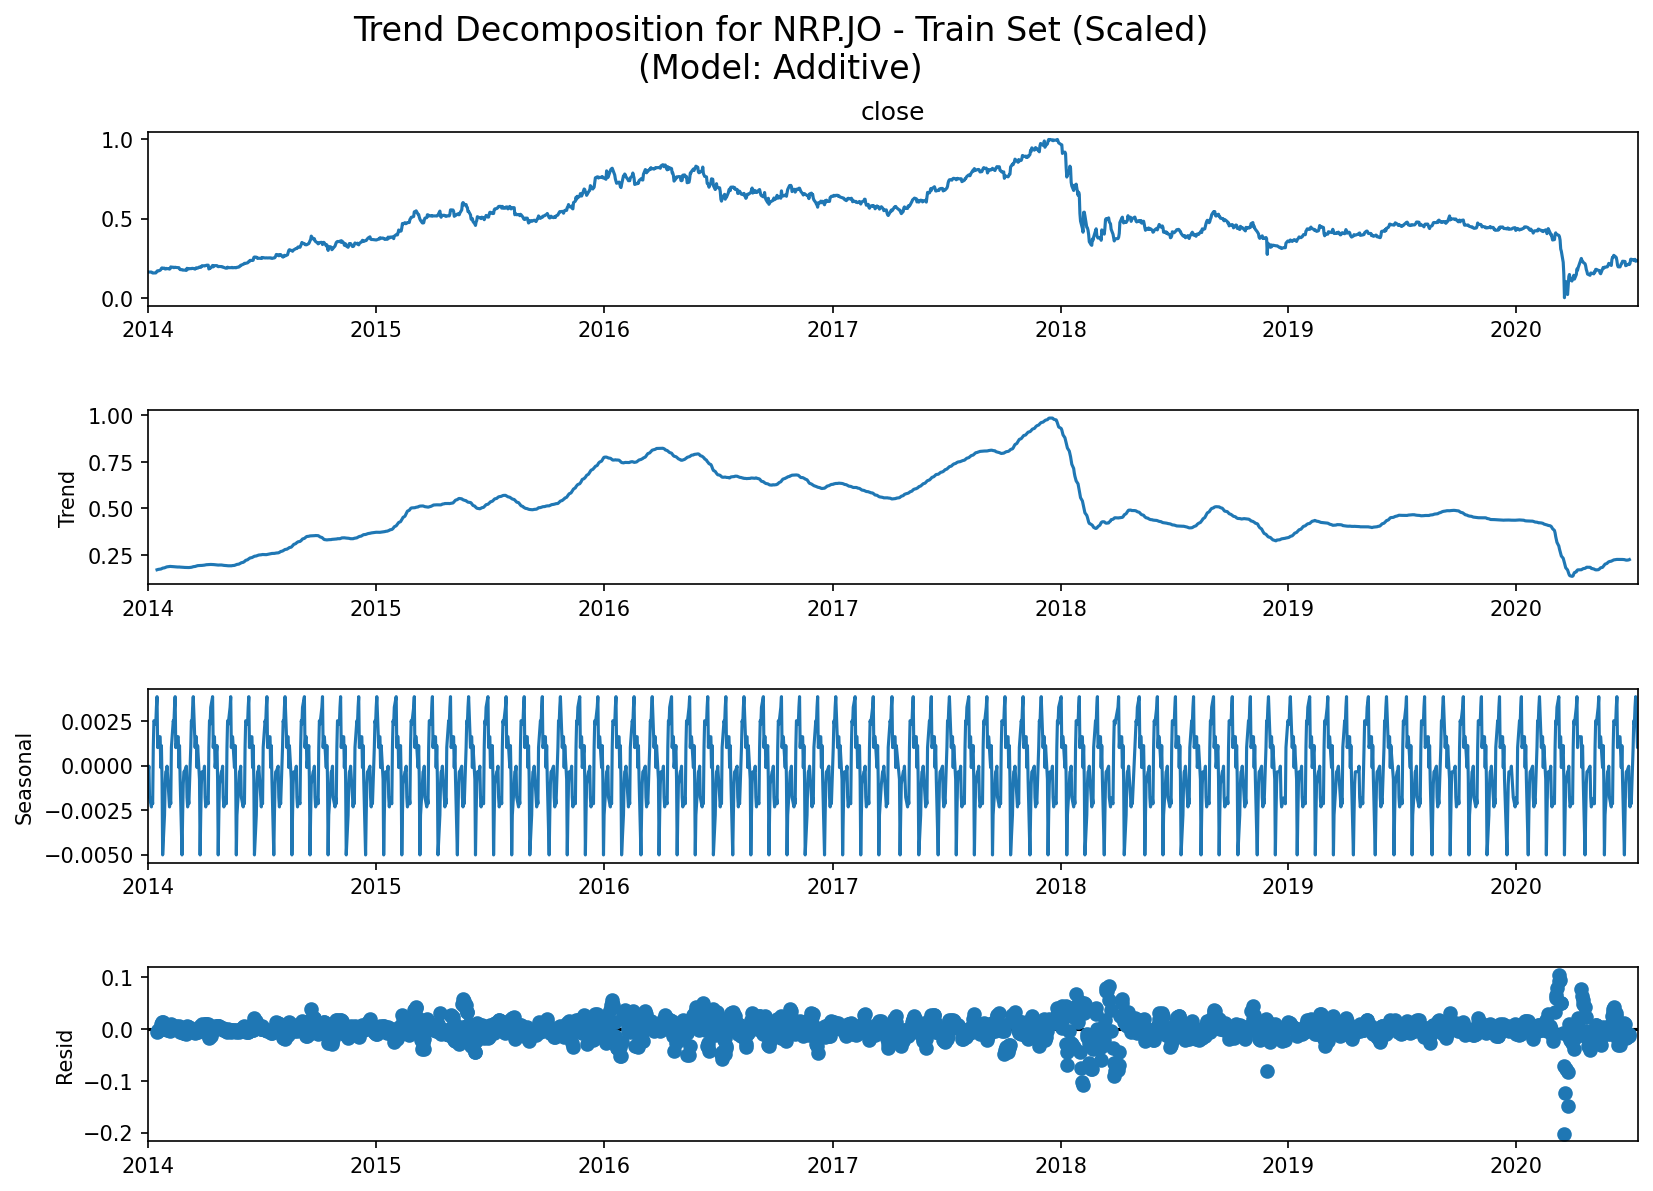 Trend Decomposition for NRP.JO - Train Set (Scaled)
(Model: Additive)
close
1.0
0.5
0.0
2014 2015 2016 2017 2018 2019 2020
Trend
1.00
0.75
0.50
0.25
2014 2015 2016 2017 2018 2019 2020
Seasonal
0.0025
0.0000
−0.0025
−0.0050
2014 2015 2016 2017 2018 2019 2020
Resid
0.1
0.0
−0.1
−0.2
2014 2015 2016 2017 2018 2019 2020